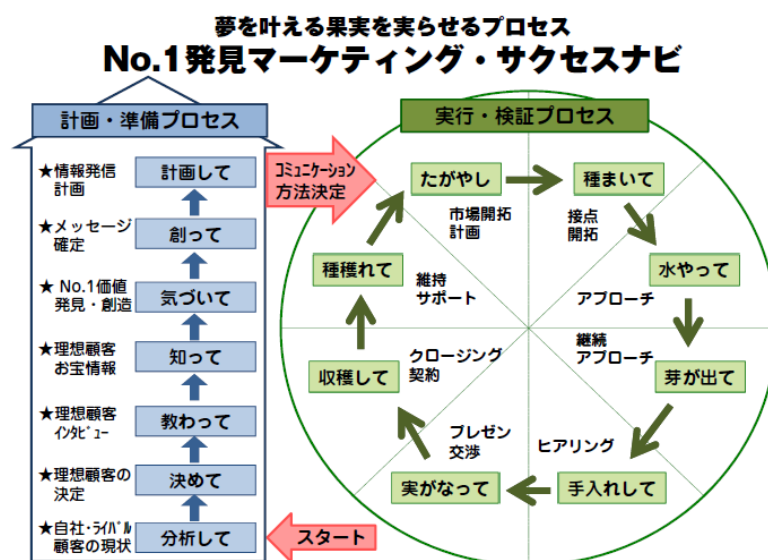 夢を叶える果実を実らせるプロセス
No.1発見マーケティング・サクセスナビ
計画・準備プロセス
★情報発信
計画
計画して
★メッセージ
確定
創って
★No.1価値
発見・創造
気づいて
★理想顧客
お宝情報
知って
★理想顧客
インタビュー
教わって
★理想顧客の
決定
決めて
★自社・ライバル
顧客の現状
分析して
スタート
コミュニケーション
方法決定
実行・検証プロセス
たがやし
市場開拓
計画
種まいて
接点
開拓
水やって
アプローチ
芽が出て
継続
アプローチ
手入れして
ヒアリング
実がなって
プレゼン
交渉
収穫して
クロージング
契約
種穫れて
維持
サポート